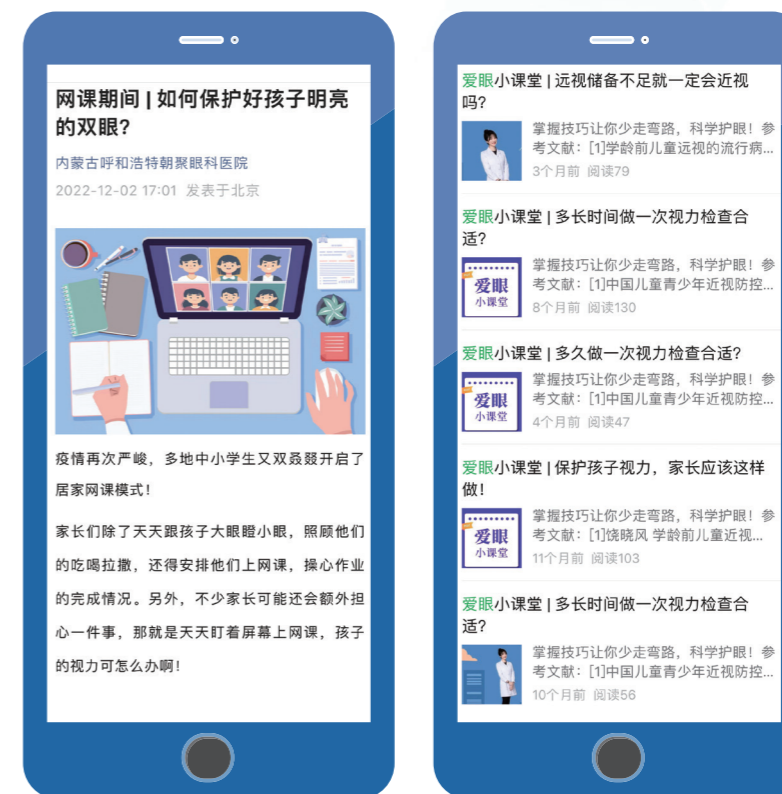 网课期间 | 如何保护好孩子明亮
的双眼?
内蒙古呼和浩特朝聚眼科医院
2022-12-02 17:01 发表于北京
疫情再次严峻，多地中小学生又双叒叕开启了
居家网课模式！
家长们除了天天跟孩子大眼瞪小眼，照顾他们
的吃喝拉撒，还得安排他们上网课，操心作业
的完成情况。另外，不少家长可能还会额外担
心一件事，那就是天天盯着屏幕上网课，孩子
的视力可怎么办啊！
爱眼小课堂 | 远视储备不足就一定会近视
吗?
掌握技巧让你少走弯路，科学护眼！参
考文献：[1]学龄前儿童远视的流行病...
3个月前 阅读79
爱眼小课堂 | 多长时间做一次视力检查合
适?
爱眼
小课堂
掌握技巧让你少走弯路，科学护眼！参
考文献：[1]中国儿童青少年近视防控...
8个月前 阅读130
爱眼小课堂 | 多久做一次视力检查合适?
爱眼
小课堂
掌握技巧让你少走弯路，科学护眼！参
考文献：[1]中国儿童青少年近视防控...
4个月前 阅读47
爱眼小课堂 | 保护孩子视力，家长应该这样
做！
爱眼
小课堂
掌握技巧让你少走弯路，科学护眼！参
考文献：[1]饶晓风 学龄前儿童近视...
11个月前 阅读103
爱眼小课堂 | 多长时间做一次视力检查合
适?
掌握技巧让你少走弯路，科学护眼！参
考文献：[1]中国儿童青少年近视防控...
10个月前 阅读56